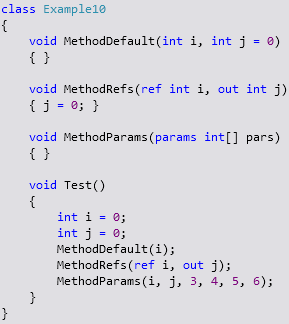 class Example10
{
void MethodDefault(int i, int j = 0)
{ }
void MethodRefs(ref int i, out int j)
{ j = 0; }
void MethodParams(params int[] pars)
{ }
void Test()
{
int i = 0;
int j = 0;
MethodDefault(i);
MethodRefs(ref i, out j);
MethodParams(i, j, 3, 4, 5, 6);
}
}